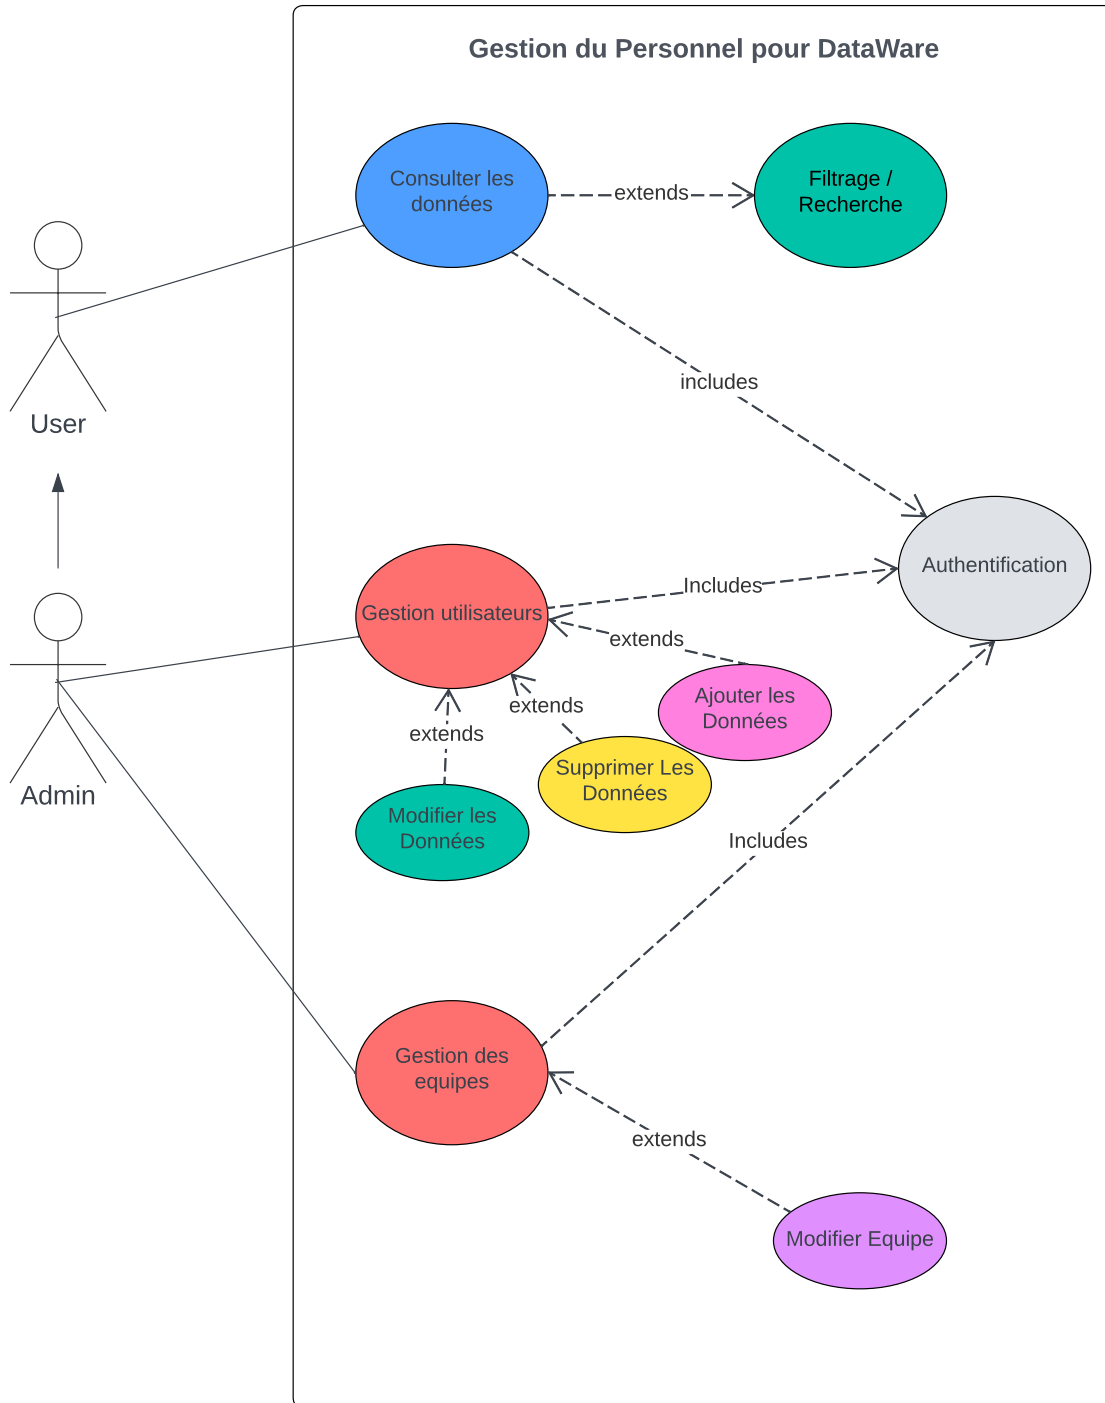 Gestion du Personnel pour DataWare
Consulter les
données
extends
Filtrage /
Recherche
User
includes
Authentification
Gestion utilisateurs
Includes
extends
Ajouter les
Données
extends
extends
Supprimer Les
Données
Admin
Modifier les
Données
Includes
Gestion des
equipes
extends
Modifier Equipe